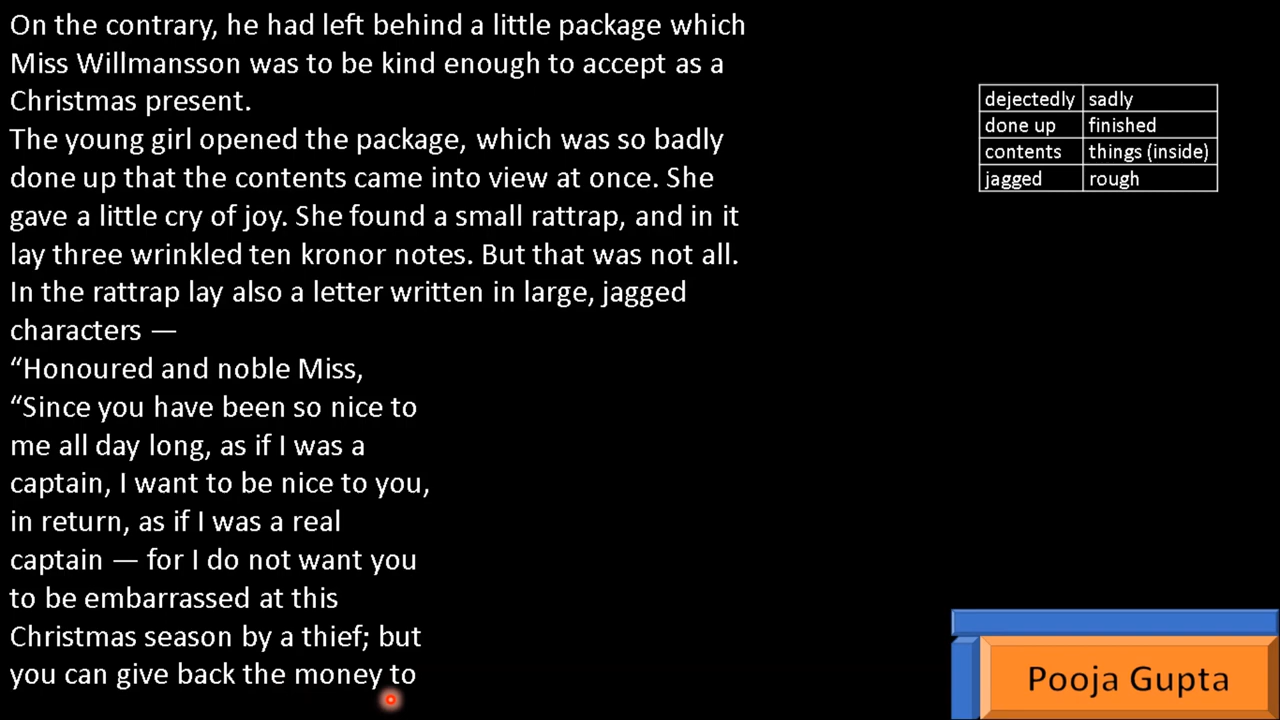 On the contrary, he had left behind a little package which
Miss Willmansson was to be kind enough to accept as a
Christmas present.
The young girl opened the package, which was so badly
done up that the contents came into view at once. She
gave a little cry of joy. She found a small rattrap, and in it
lay three wrinkled ten kronor notes. But that was not all.
In the rattrap lay also a letter written in large, jagged
characters —
“Honoured and noble Miss,
“Since you have been so nice to
me all day long, as if I was a
captain, I want to be nice to you,
in return, as if I was a real
captain — for I do not want you
to be embarrassed at this
Christmas season by a thief; but
you can give back the money to
dejectedly sadly
done up finished
contents things (inside)
jagged rough
Pooja Gupta